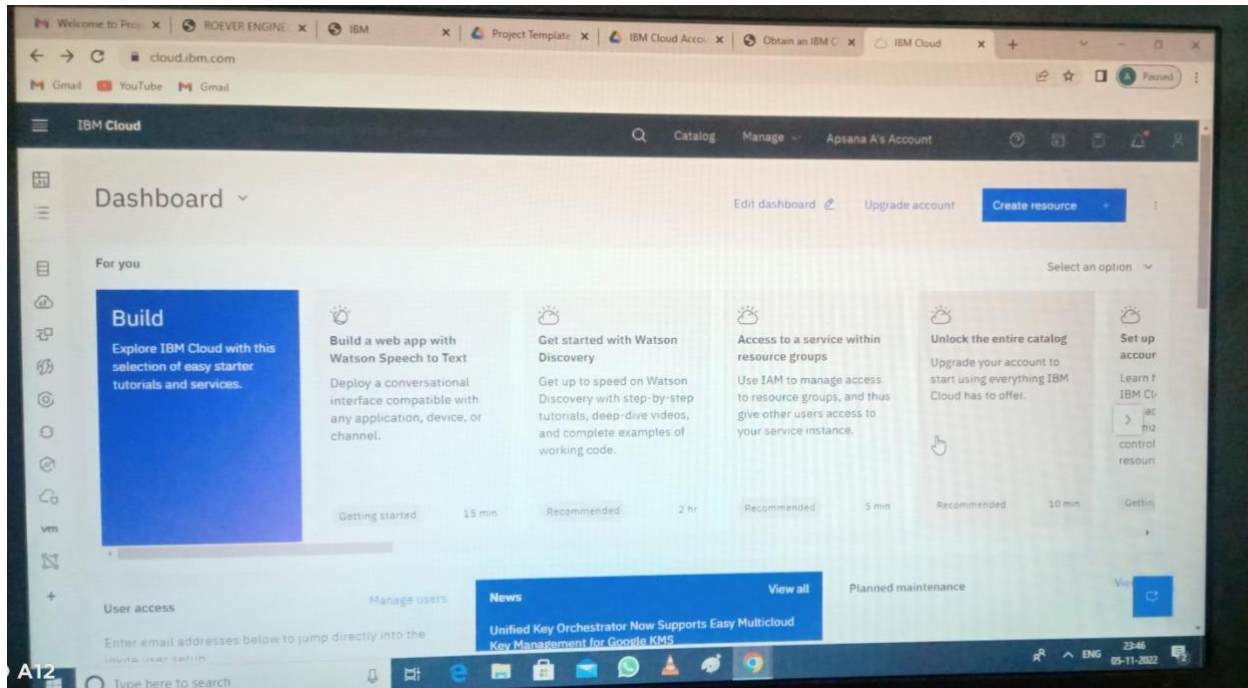 Welcome to Proj
ROEVER ENGINE
IBM
Project Template
IBM Cloud Acco
Obtain an IBM C
IBM Cloud
cloud.ibm.com
Paused
Gmail
YouTube
Gmail
IBM Cloud
Catalog
Manage
Apsana A's Account
Dashboard
Edit dashboard
Upgrade account
Create resource +
For you
Select an option
Build
Explore IBM Cloud with this
selection of easy starter
tutorials and services.
Build a web app with
Watson Speech to Text
Deploy a conversational
interface compatible with
any application, device, or
channel.
Getting started
15 min
Get started with Watson
Discovery
Get up to speed on Watson
Discovery with step-by-step
tutorials, deep-dive videos,
and complete examples of
working code.
Recommended
2 hr
Access to a service within
resource groups
Use IAM to manage access
to resource groups, and thus
give other users access to
your service instance.
Recommended
5 min
Unlock the entire catalog
Upgrade your account to
start using everything IBM
Cloud has to offer.
Recommended
10 min
Set up
accour
Learn
IBM Cl
control
resour
Gettin
vm
User access
Manage users
Enter email addresses below to jump directly into the
invite user setup.
News
View all
Unified Key Orchestrator Now Supports Easy Multicloud
Key Management for Google KMS
Planned maintenance
A12
Type here to search
ENG
23:46
05-11-2022